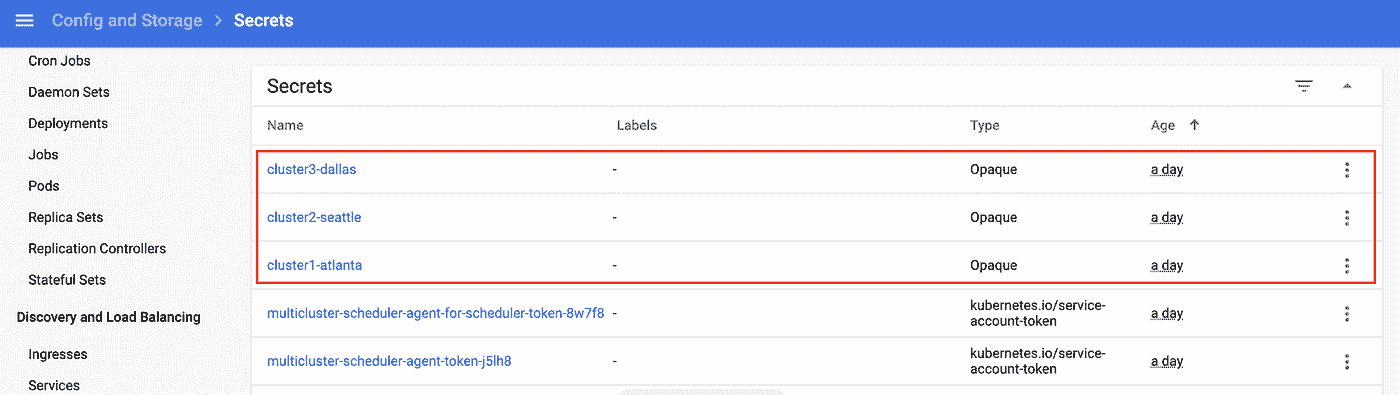 Config and Storage > Secrets
Cron Jobs
Daemon Sets
Deployments
Jobs
Pods
Replica Sets
Replication Controllers
Stateful Sets
Discovery and Load Balancing
Ingresses
Services
Secrets
Name Labels Type Age ↑
cluster3-dallas - Opaque a day
cluster2-seattle - Opaque a day
cluster1-atlanta - Opaque a day
multicluster-scheduler-agent-for-scheduler-token-8w7f8 - kubernetes.io/service- a day
account-token
multicluster-scheduler-agent-token-j5lh8 - kubernetes.io/service- a day
account-token